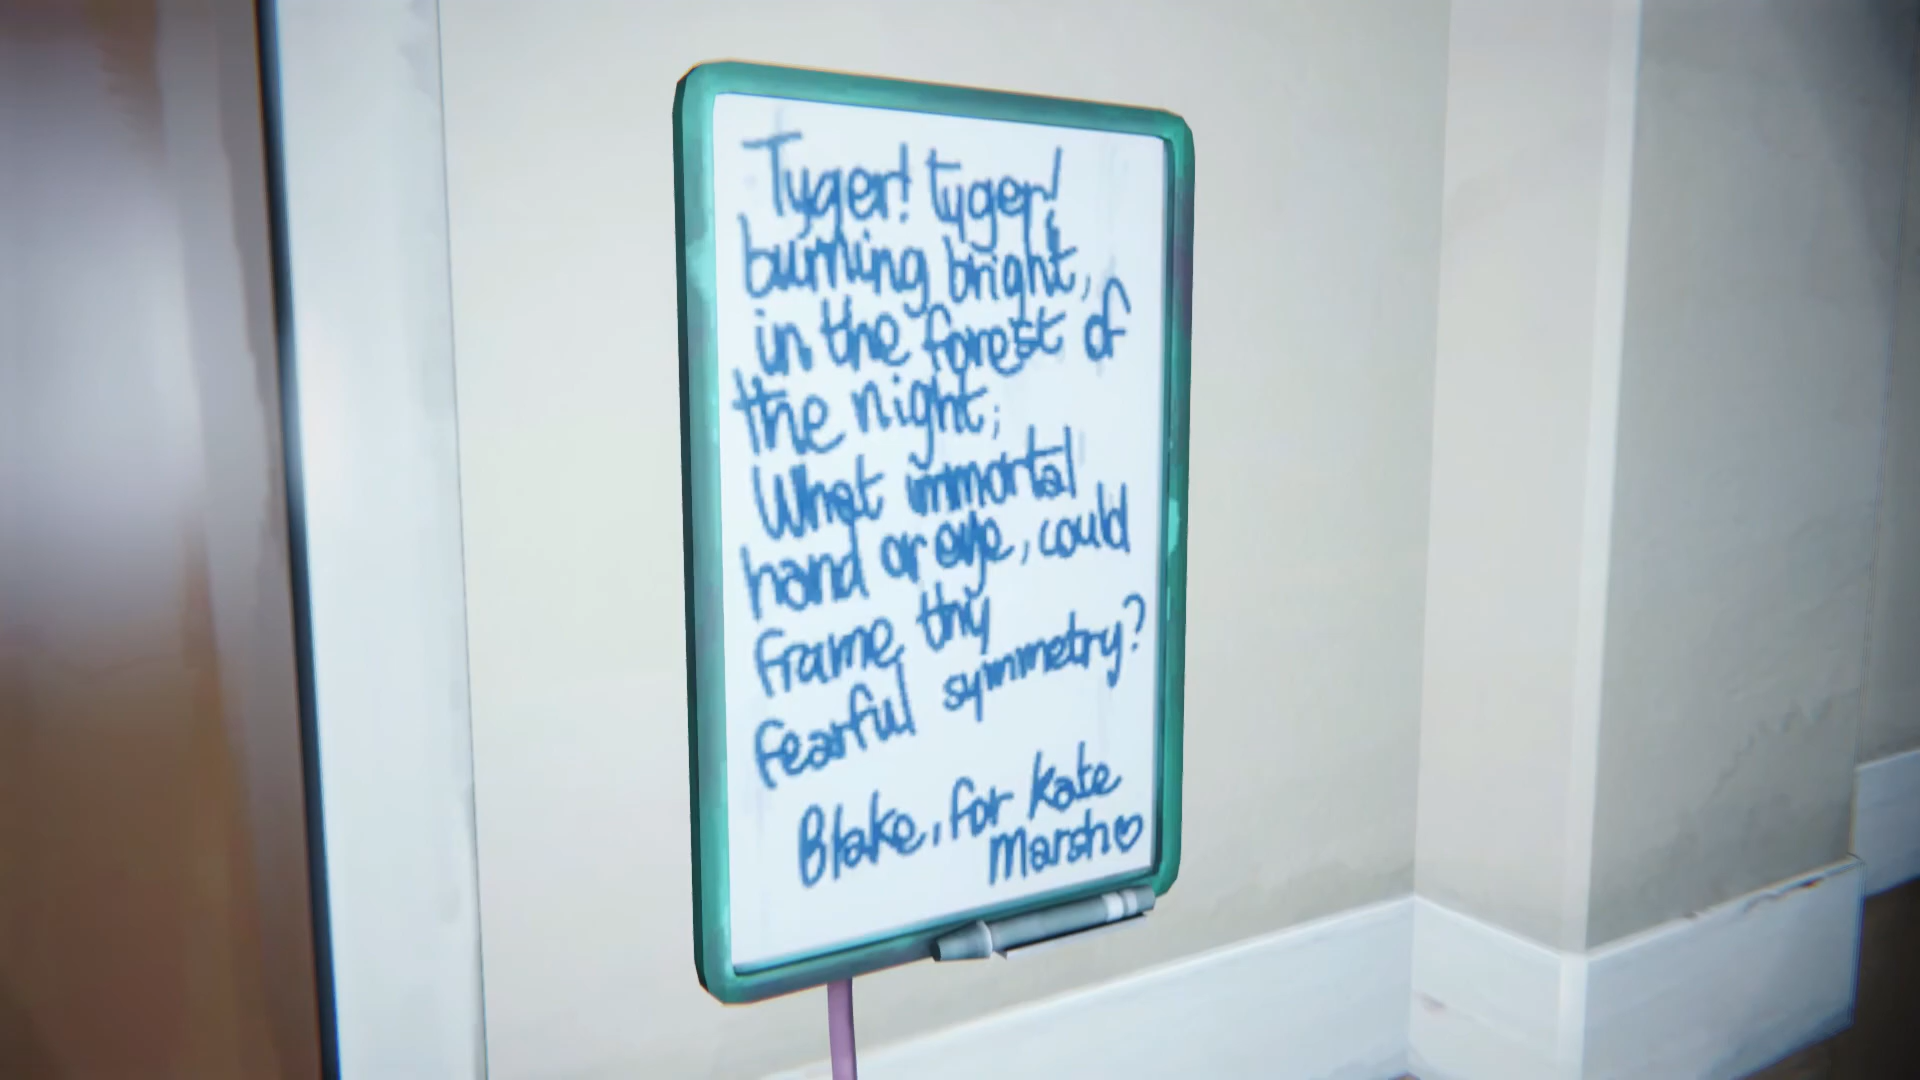 Tyger! tyger!
burning bright,
in the forest of
the night;
What immortal
hand or eye, could
frame thy
fearful symmetry?
Blake, for Kate
Marsh♡